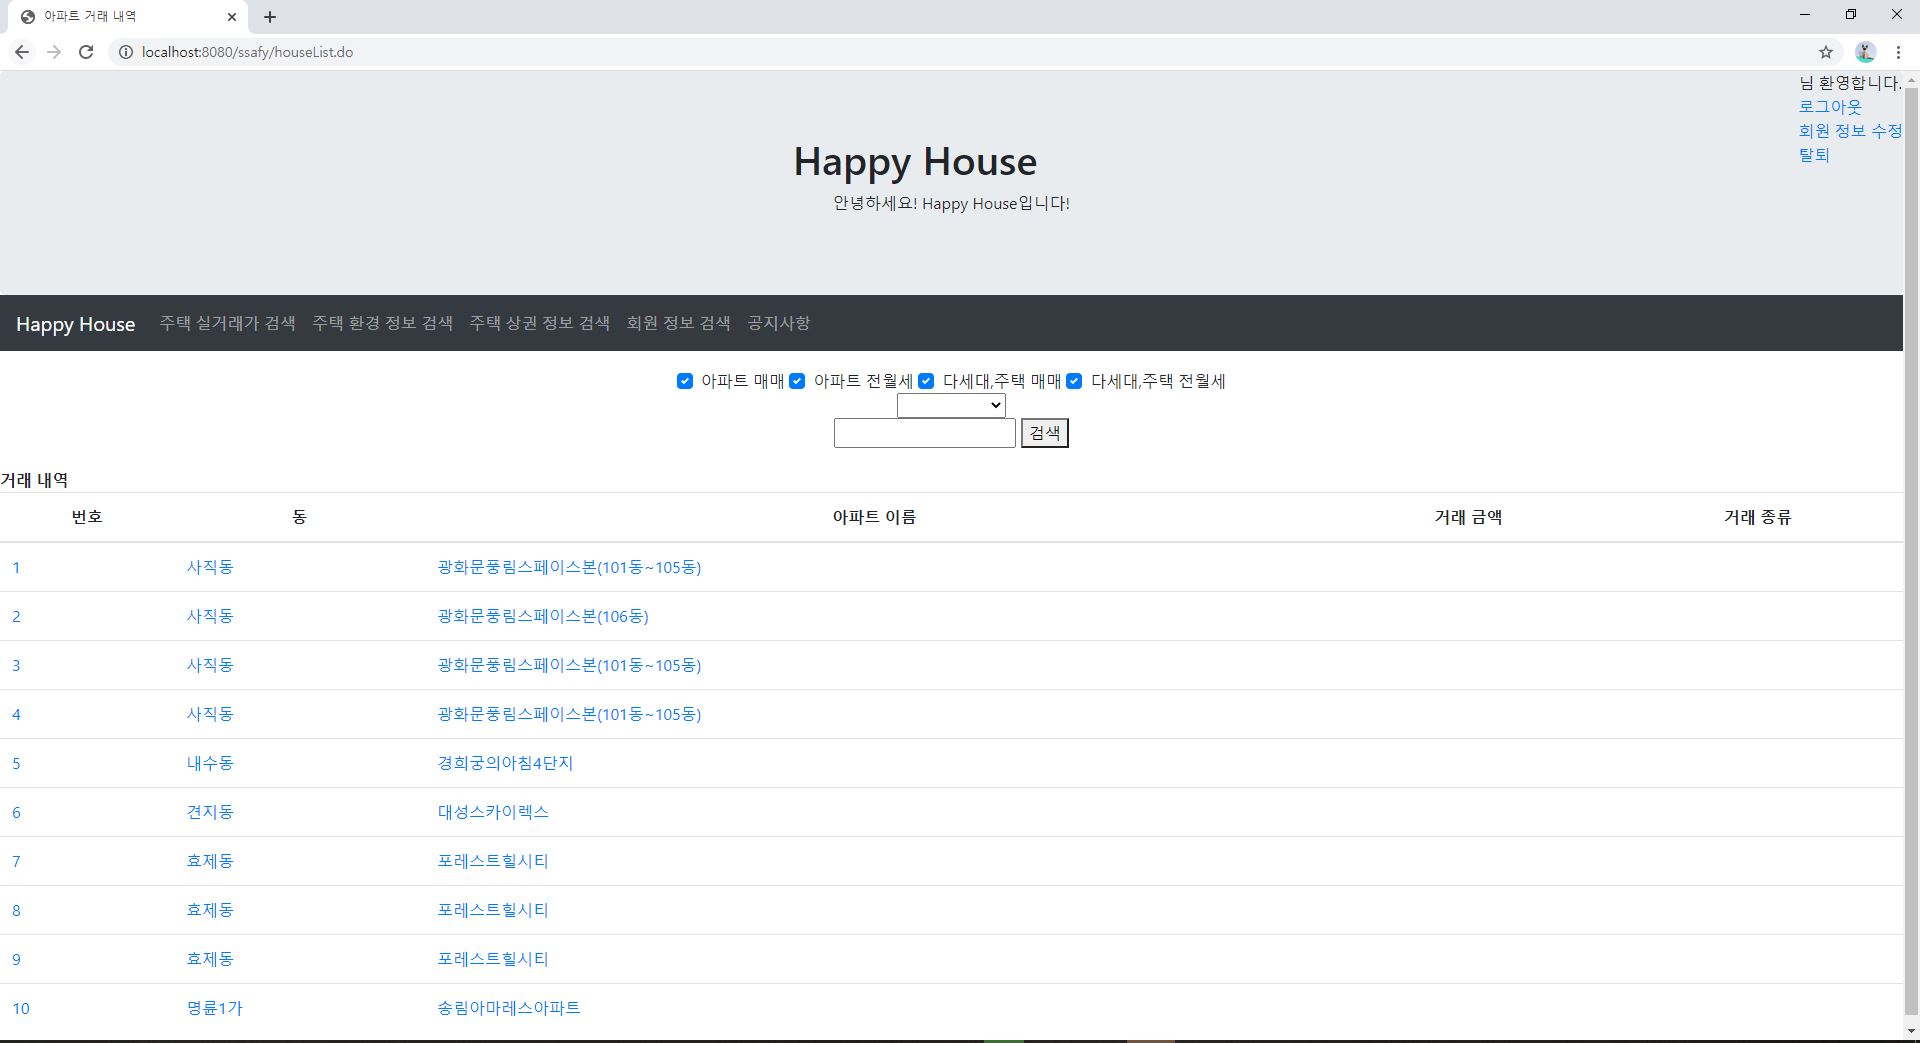 아파트 거래 내역
localhost:8080/ssafy/houseList.do
님 환영합니다.
로그아웃
회원 정보 수정
탈퇴
Happy House
안녕하세요! Happy House입니다!
Happy House 주택 실거래가 검색 주택 환경 정보 검색 주택 상권 정보 검색 회원 정보 검색 공지사항
아파트 매매 아파트 전월세 다세대,주택 매매 다세대,주택 전월세
검색
거래 내역
번호 동 아파트 이름 거래 금액 거래 종류
1 사직동 광화문풍림스페이스본(101동~105동)
2 사직동 광화문풍림스페이스본(106동)
3 사직동 광화문풍림스페이스본(101동~105동)
4 사직동 광화문풍림스페이스본(101동~105동)
5 내수동 경희궁의아침4단지
6 견지동 대성스카이렉스
7 효제동 포레스트힐시티
8 효제동 포레스트힐시티
9 효제동 포레스트힐시티
10 명륜1가 송림아마레스아파트